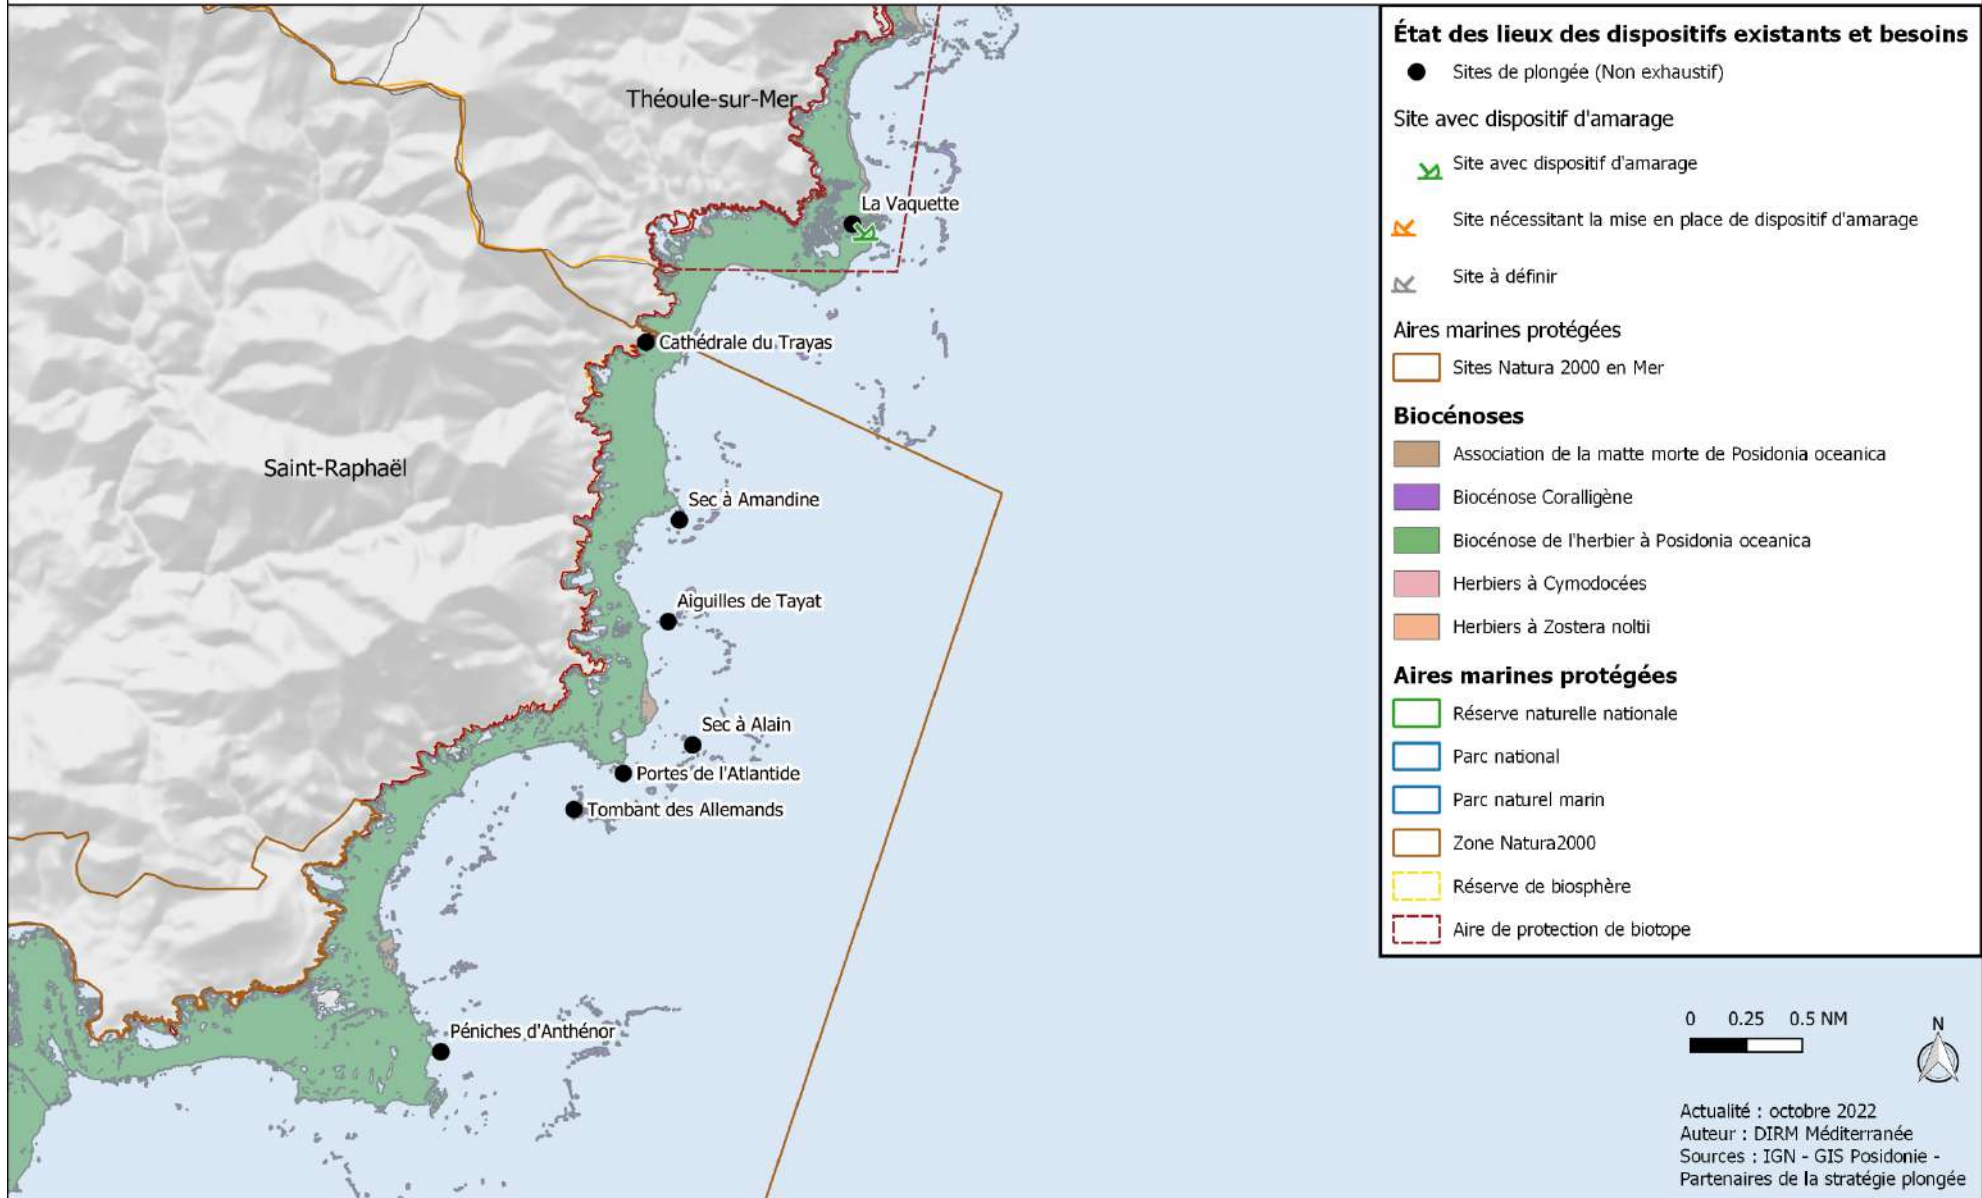 Théoule-sur-Mer
La Vaquette
Cathédrale du Trayas
Saint-Raphaël
Sec à Amandine
Aiguilles de Tayat
Sec à Alain
Portes de l'Atlantide
Tombant des Allemands
Péniches d'Anthénor
État des lieux des dispositifs existants et besoins
Sites de plongée (Non exhaustif)
Site avec dispositif d'amarage
Site avec dispositif d'amarage
Site nécessitant la mise en place de dispositif d'amarage
Site à définir
Aires marines protégées
Sites Natura 2000 en Mer
Biocénoses
Association de la matte morte de Posidonia oceanica
Biocénose Coralligène
Biocénose de l'herbier à Posidonia oceanica
Herbiers à Cymodocées
Herbiers à Zostera noltii
Aires marines protégées
Réserve naturelle nationale
Parc national
Parc naturel marin
Zone Natura2000
Réserve de biosphère
Aire de protection de biotope
0 0.25 0.5 NM
N
Actualité : octobre 2022
Auteur : DIRM Méditerranée
Sources : IGN - GIS Posidonie -
Partenaires de la stratégie plongée